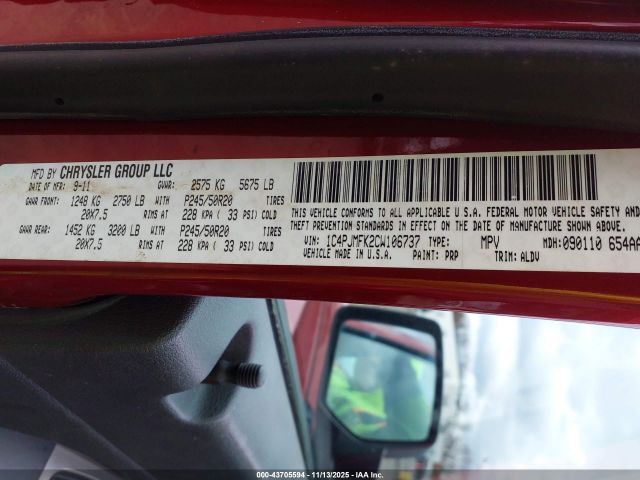 MFD BY CHRYSLER GROUP LLC
DATE OF MFR: 9-11 GVWR: 2575 KG 5675 LB
GAWR FRONT: 1248 KG 2750 LB WITH P245/50R20 TIRES
20X7.5 RIMS AT 228 KPA ( 33 PSI) COLD
GAWR REAR: 1452 KG 3200 LB WITH P245/50R20 TIRES
20X7.5 RIMS AT 228 KPA ( 33 PSI) COLD
THIS VEHICLE CONFORMS TO ALL APPLICABLE U.S.A. FEDERAL MOTOR VEHICLE SAFETY AND
THEFT PREVENTION STANDARDS IN EFFECT ON THE DATE OF MANUFACTURE SHOWN ABOVE.
VIN: 1C4PJMFK2CW106737 TYPE: MPV MDH: 090110 654AA
VEHICLE MADE IN U.S.A. PAINT: PRP TRIM: ALDV
000-43705594 - 11/13/2025 - IAAI.COM